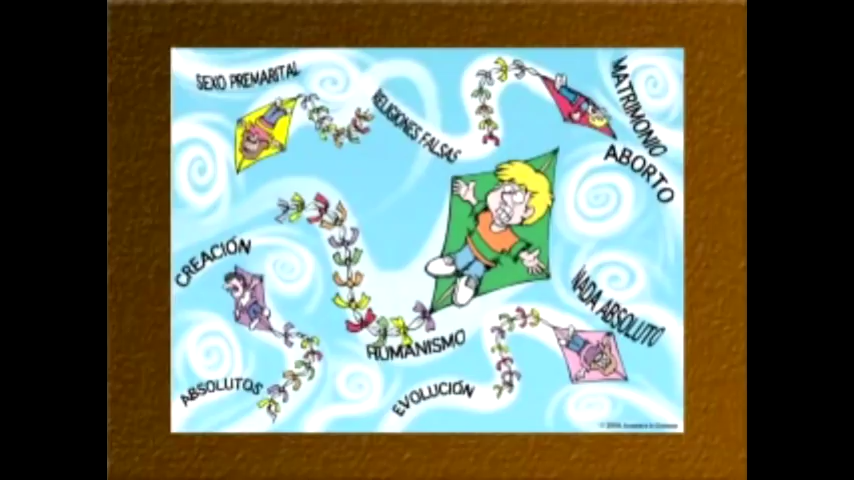 SEXO PREMARITAL
RELIGIONES FALSAS
MATRIMONIO
ABORTO
CREACIÓN
NADA ABSOLUTO
HUMANISMO
ABSOLUTOS
EVOLUCIÓN